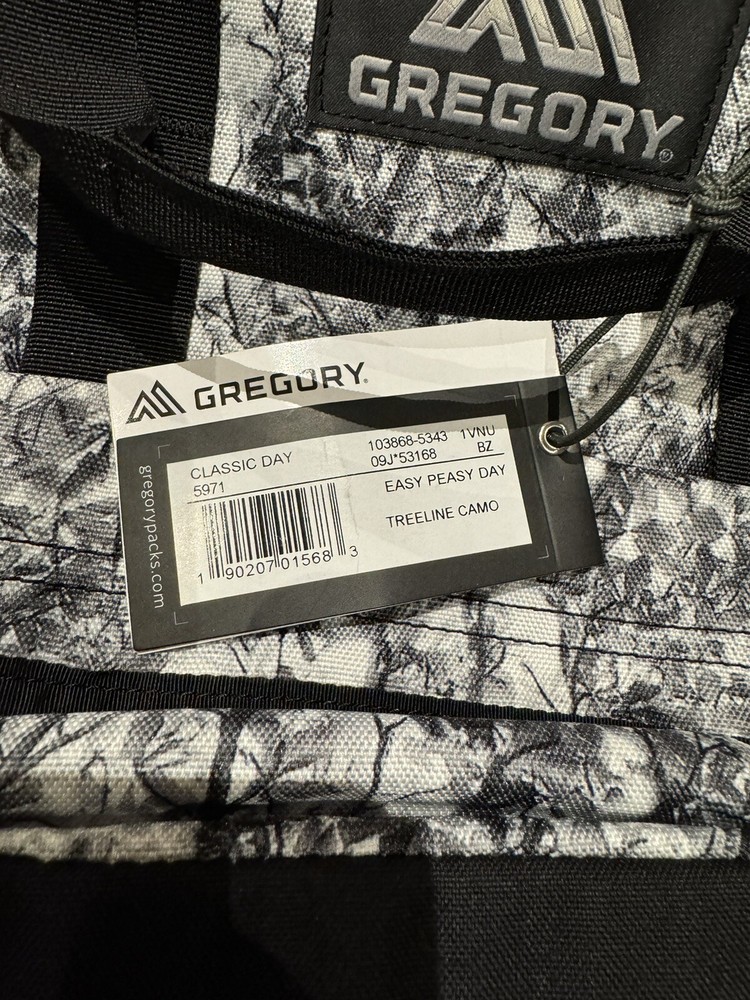 GREGORY®
GREGORY®
CLASSIC DAY
5971
103868-5343 1VNU
09J*53168 BZ
EASY PEASY DAY
TREELINE CAMO
1 90207 01568 3
gregorypacks.com